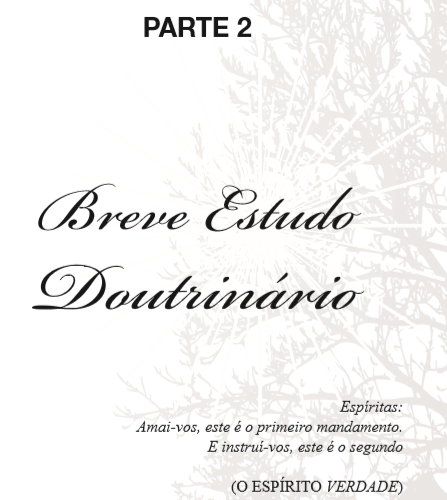 PARTE 2
Breve Estudo
Doutrinário
Espíritas:
Amai-vos, este é o primeiro mandamento.
E instruí-vos, este é o segundo
(O ESPÍRITO VERDADE)